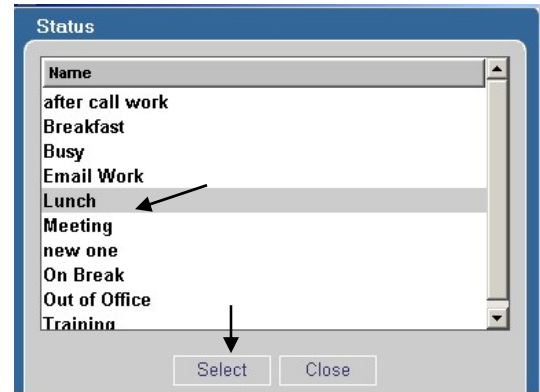 Status
Name
after call work
Breakfast
Busy
Email Work
Lunch
Meeting
new one
On Break
Out of Office
Training
Select Close